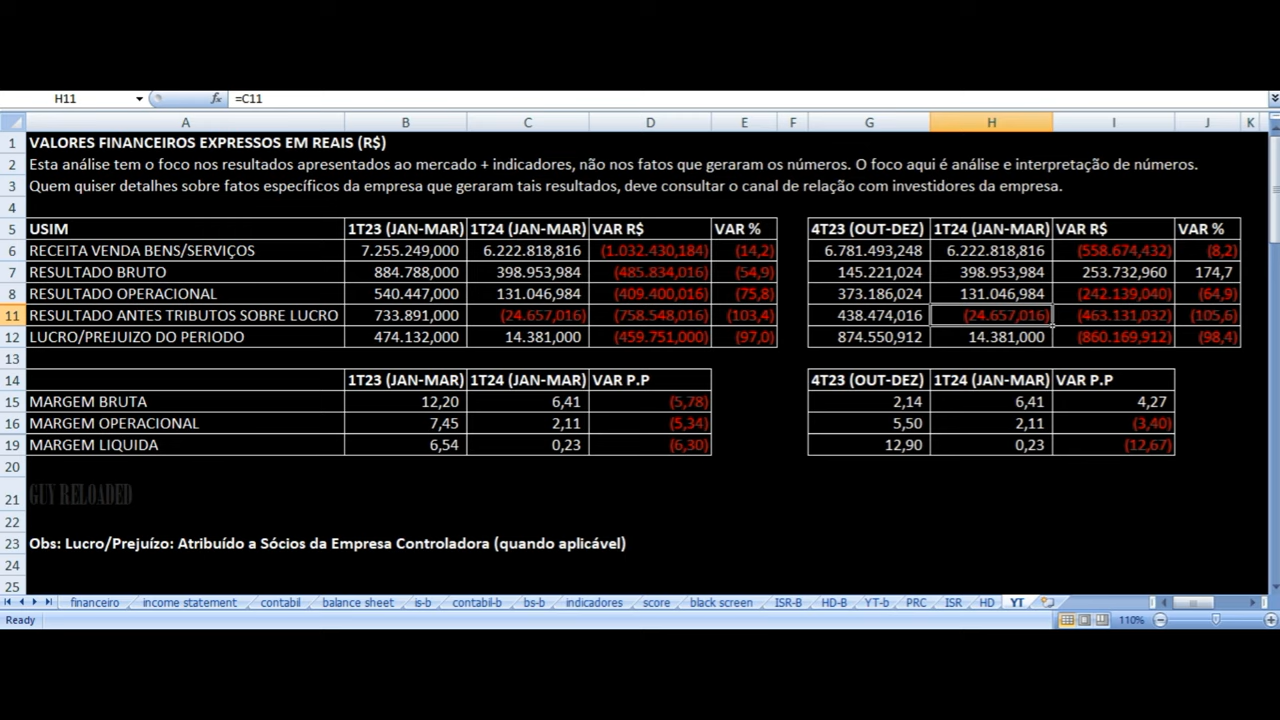 H11 fx =C11
A B C D E F G H I J K
1 VALORES FINANCEIROS EXPRESSOS EM REAIS (R$)
2 Esta análise tem o foco nos resultados apresentados ao mercado + indicadores, não nos fatos que geraram os números. O foco aqui é análise e interpretação de números.
3 Quem quiser detalhes sobre fatos específicos da empresa que geraram tais resultados, deve consultar o canal de relação com investidores da empresa.
4
5 USIM 1T23 (JAN-MAR) 1T24 (JAN-MAR) VAR R$ VAR % 4T23 (OUT-DEZ) 1T24 (JAN-MAR) VAR R$ VAR %
6 RECEITA VENDA BENS/SERVIÇOS 7.255.249,000 6.222.818,816 (1.032.430,184) (14,2) 6.781.493,248 6.222.818,816 (558.674,432) (8,2)
7 RESULTADO BRUTO 884.788,000 398.953,984 (485.834,016) (54,9) 145.221,024 398.953,984 253.732,960 174,7
8 RESULTADO OPERACIONAL 540.447,000 131.046,984 (409.400,016) (75,8) 373.186,024 131.046,984 (242.139,040) (64,9)
11 RESULTADO ANTES TRIBUTOS SOBRE LUCRO 733.891,000 (24.657,016) (758.548,016) (103,4) 438.474,016 (24.657,016) (463.131,032) (105,6)
12 LUCRO/PREJUIZO DO PERIODO 474.132,000 14.381,000 (459.751,000) (97,0) 874.550,912 14.381,000 (860.169,912) (98,4)
13
14 1T23 (JAN-MAR) 1T24 (JAN-MAR) VAR P.P 4T23 (OUT-DEZ) 1T24 (JAN-MAR) VAR P.P
15 MARGEM BRUTA 12,20 6,41 (5,78) 2,14 6,41 4,27
16 MARGEM OPERACIONAL 7,45 2,11 (5,34) 5,50 2,11 (3,40)
19 MARGEM LIQUIDA 6,54 0,23 (6,30) 12,90 0,23 (12,67)
20
21 GUY RELOADED
22
23 Obs: Lucro/Prejuízo: Atribuído a Sócios da Empresa Controladora (quando aplicável)
24
25
financeiro income statement contabil balance sheet is-b contabil-b bs-b indicadores score black screen ISR-B HD-B YT-b PRC ISR HD YT
Ready 110%